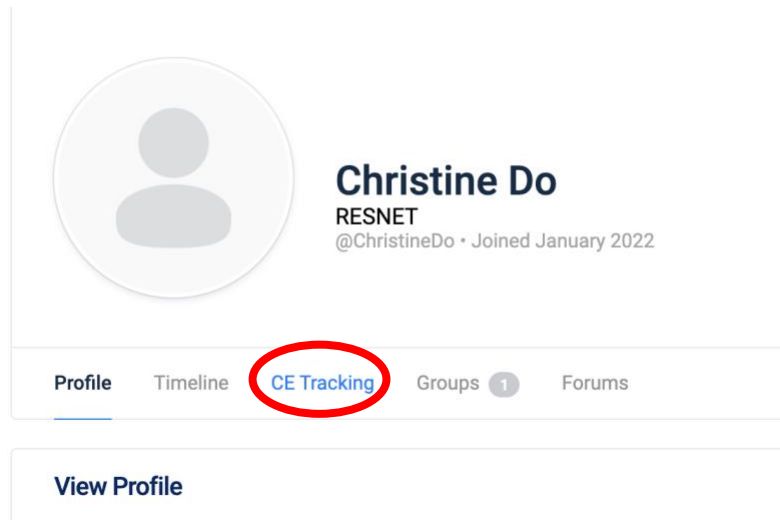 Christine Do
RESNET
@ChristineDo • Joined January 2022
Profile Timeline CE Tracking Groups 1 Forums
View Profile